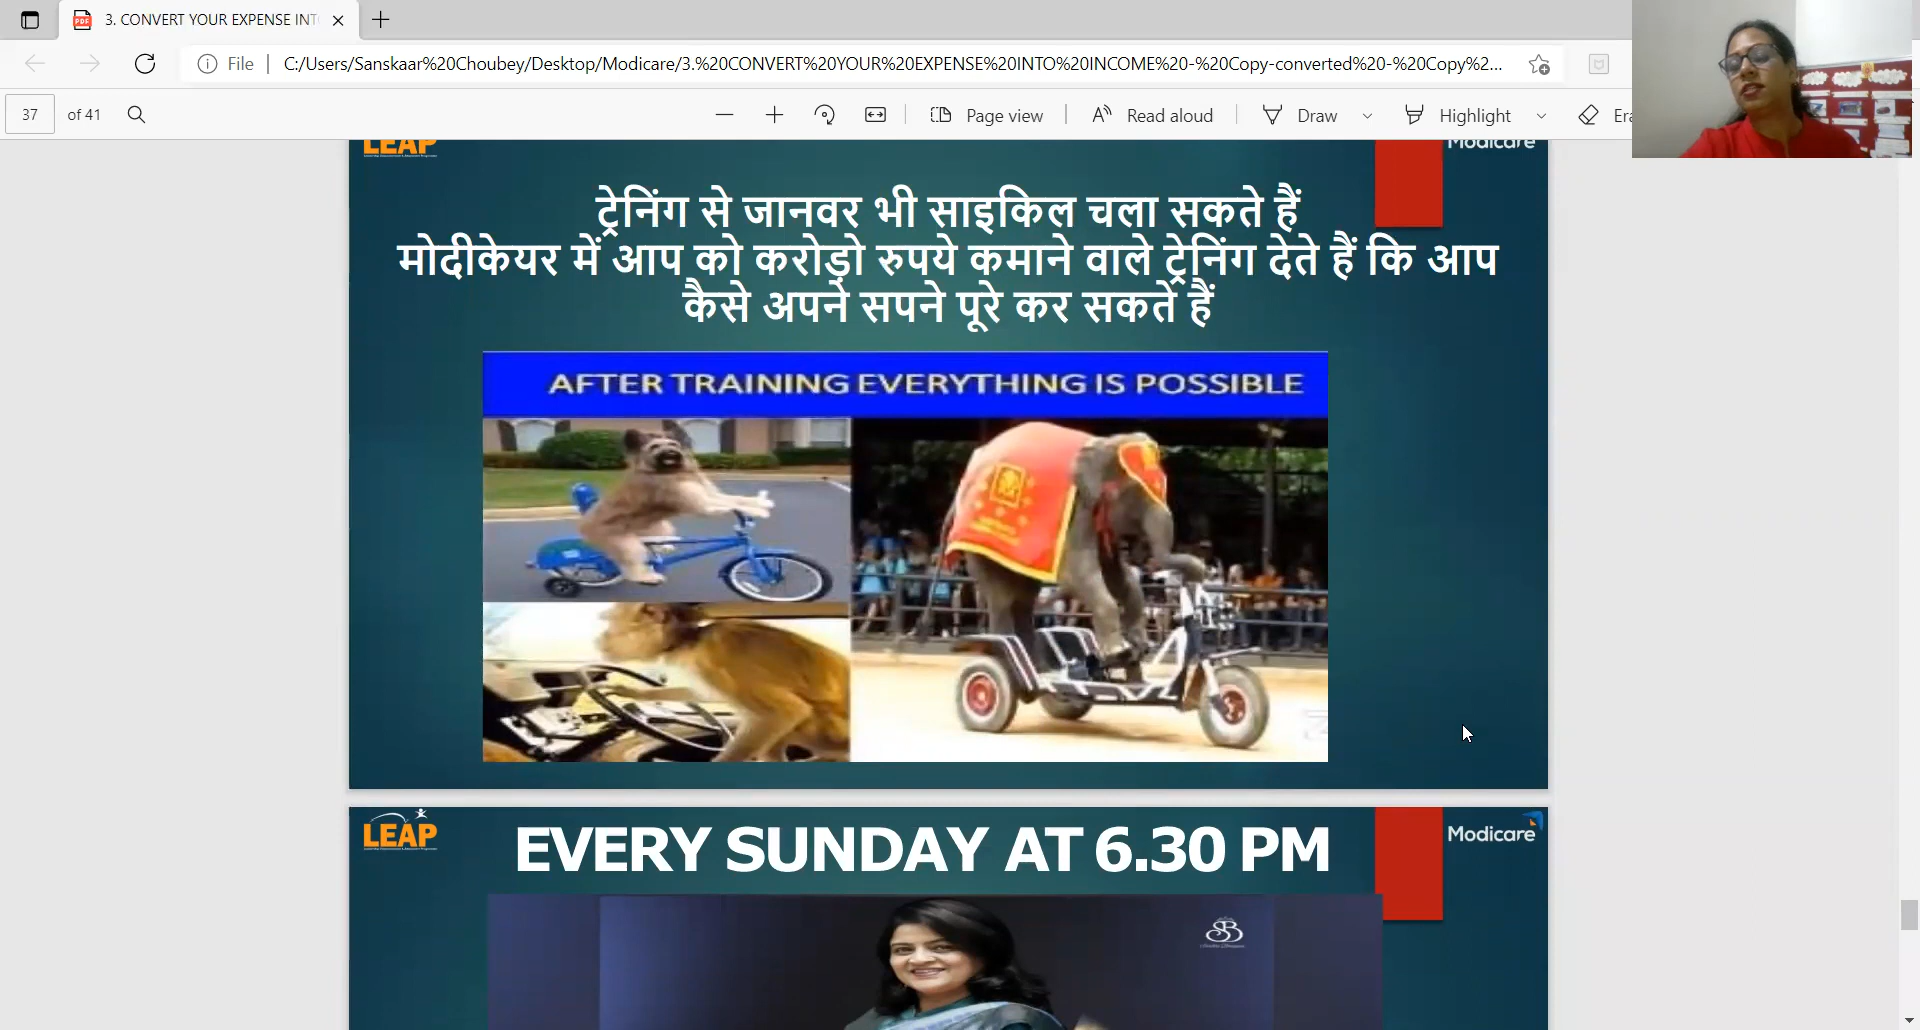 3. CONVERT YOUR EXPENSE INT
File
C:/Users/Sanskaar%20Choubey/Desktop/Modicare/3.%20CONVERT%20YOUR%20EXPENSE%20INTO%20INCOME%20-%20Copy-converted%20-%20Copy%2...
37 of 41
Page view
Read aloud
Draw
Highlight
Era
LEAP
Modicare
ट्रेनिंग से जानवर भी साइकिल चला सकते हैं
मोदीकेयर में आप को करोड़ो रुपये कमाने वाले ट्रेनिंग देते हैं कि आप
कैसे अपने सपने पूरे कर सकते हैं
AFTER TRAINING EVERYTHING IS POSSIBLE
LEAP
EVERY SUNDAY AT 6.30 PM
Modicare
SB